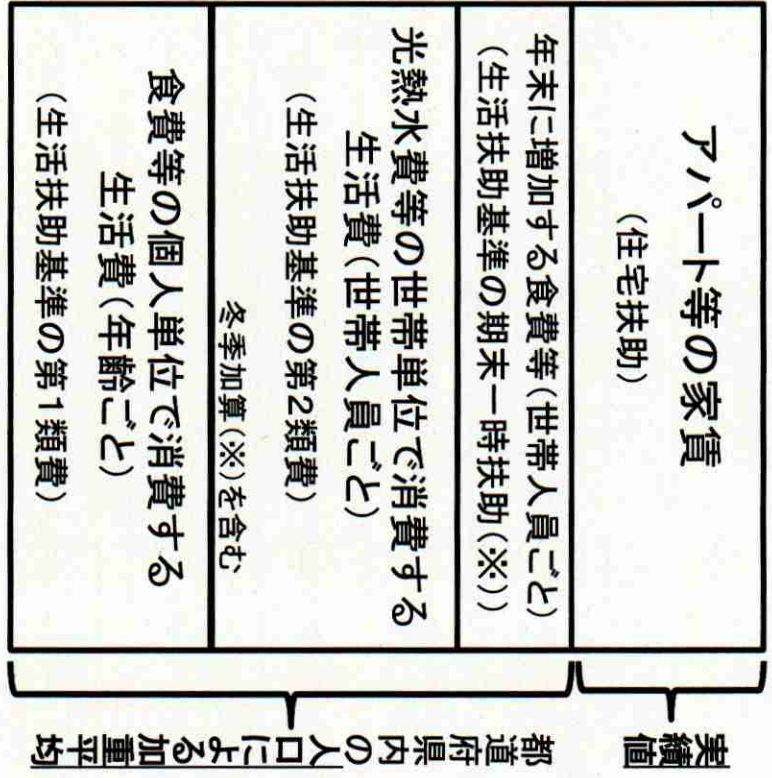 アパート等の家賃
(住宅扶助)
年末に増加する食費等(世帯人員ごと)
(生活扶助基準の期末一時扶助(※))
光熱水費等の世帯単位で消費する
生活費(世帯人員ごと)
(生活扶助基準の第2類費)
冬季加算(※)を含む
食費等の個人単位で消費する
生活費(年齢ごと)
(生活扶助基準の第1類費)
実績値
都道府県内の人口による加重平均